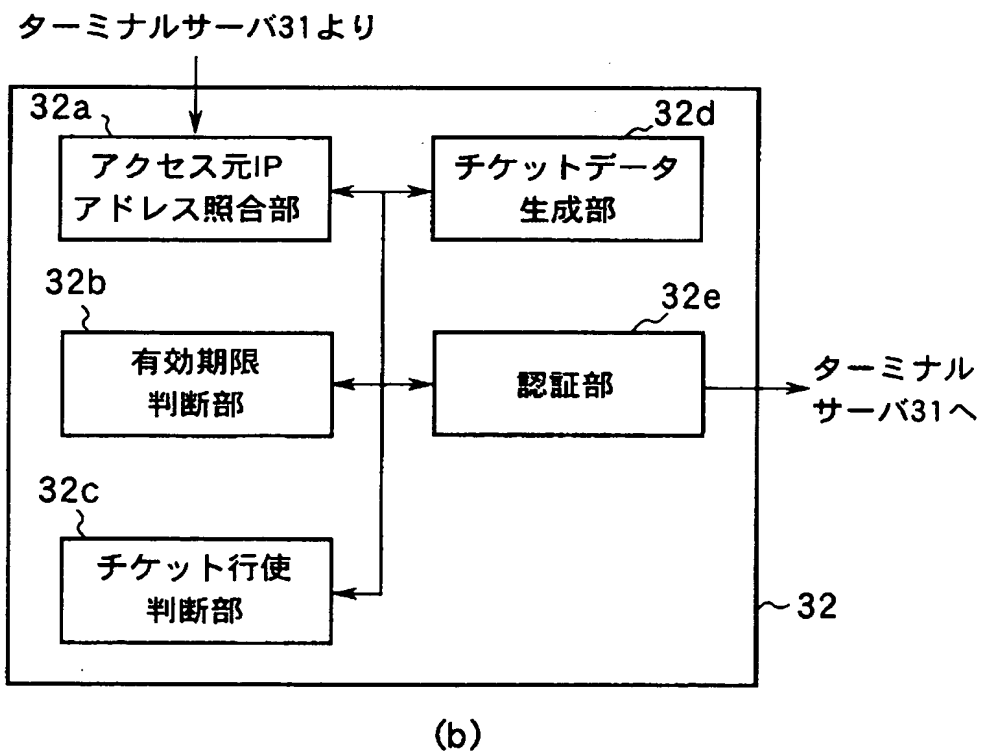 ターミナルサーバ31より
32a
アクセス元IP
アドレス照合部
32d
チケットデータ
生成部
32b
有効期限
判断部
32e
認証部
ターミナル
サーバ31へ
32c
チケット行使
判断部
32
(b)